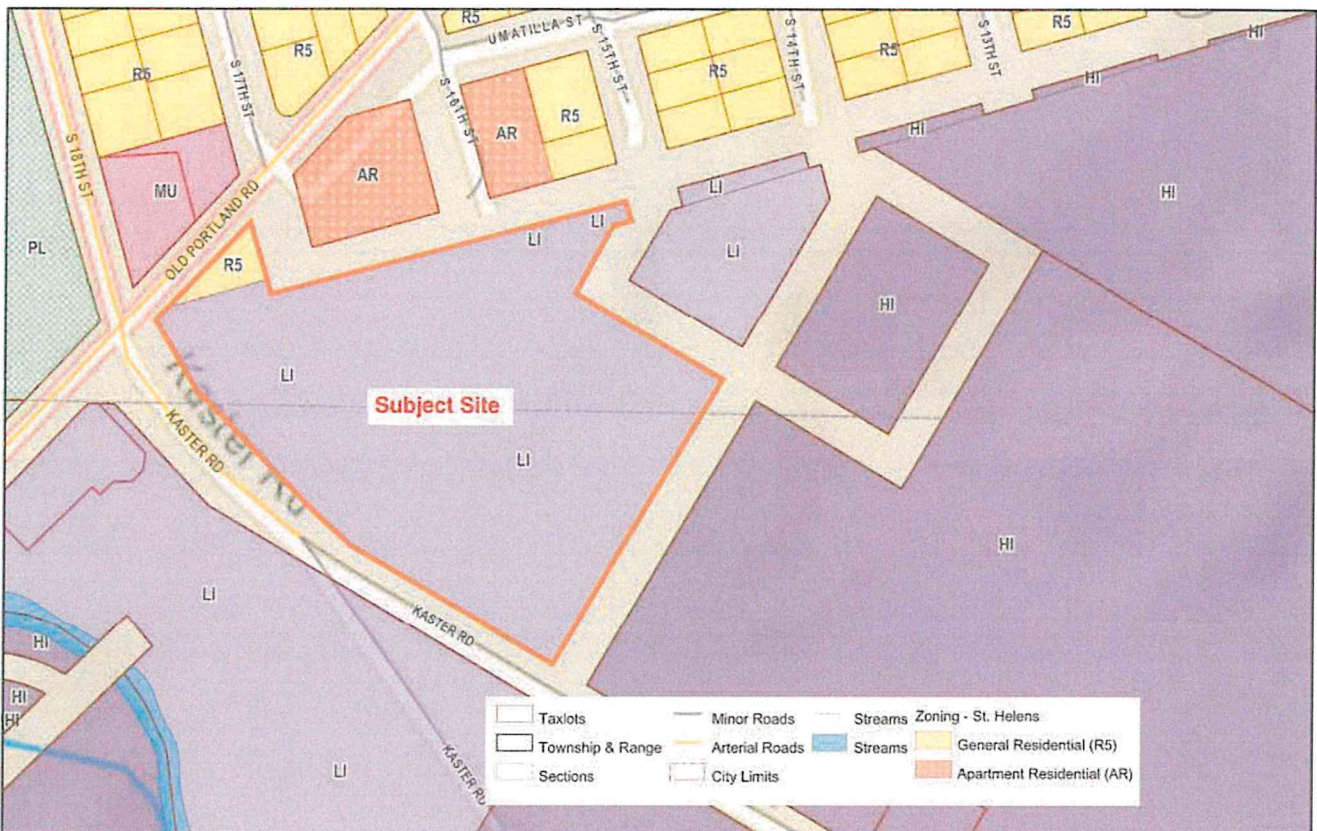 R5
UMATILLA ST
R5
HI
R5
R5
S 17TH ST
S 16TH ST
S 15TH ST
R5
S 14TH ST
R5
S 13TH ST
HI
S 18TH ST
AR
R5
HI
MU
AR
HI
OLD PORTLAND RD
LI
PL
LI
LI
LI
R5
HI
LI
Kaster Rd
Subject Site
KASTER RD
LI
HI
LI
KASTER RD
HI
HI
HI
LI
KASTER RD
Taxlots
Minor Roads
Streams
Zoning - St. Helens
Township & Range
Arterial Roads
Streams
General Residential (R5)
Sections
City Limits
Apartment Residential (AR)